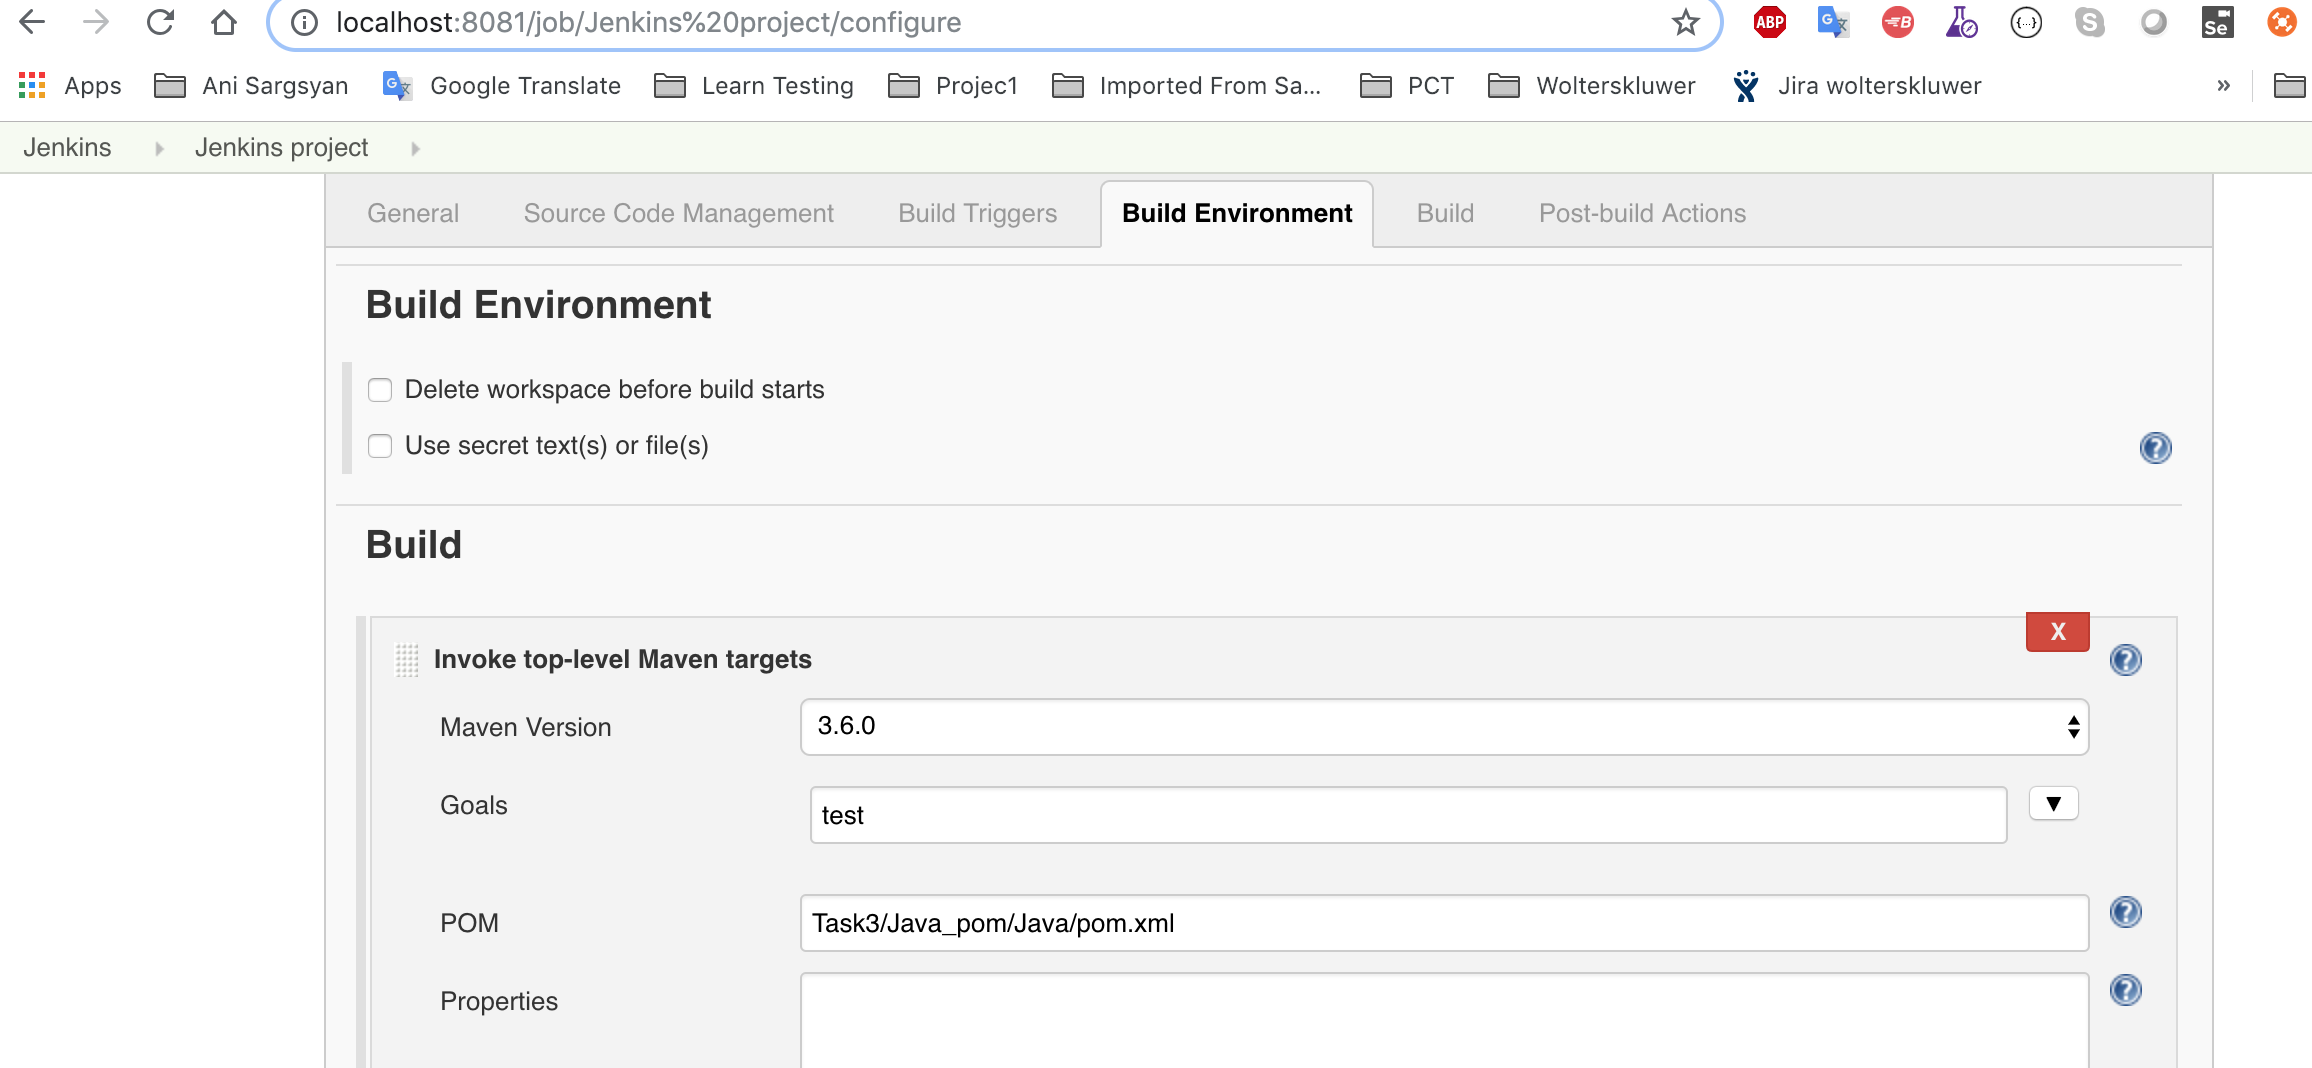 localhost:8081/job/Jenkins%20project/configure
ABP
G 文
B
{...}
S
Se
Apps
Ani Sargsyan
G 文
Google Translate
Learn Testing
Projec1
Imported From Sa...
PCT
Wolterskluwer
Jira wolterskluwer
»
Jenkins
Jenkins project
General
Source Code Management
Build Triggers
Build Environment
Build
Post-build Actions
Build Environment
Delete workspace before build starts
Use secret text(s) or file(s)
?
Build
X
Invoke top-level Maven targets
?
Maven Version
3.6.0
Goals
test
POM
Task3/Java_pom/Java/pom.xml
?
Properties
?